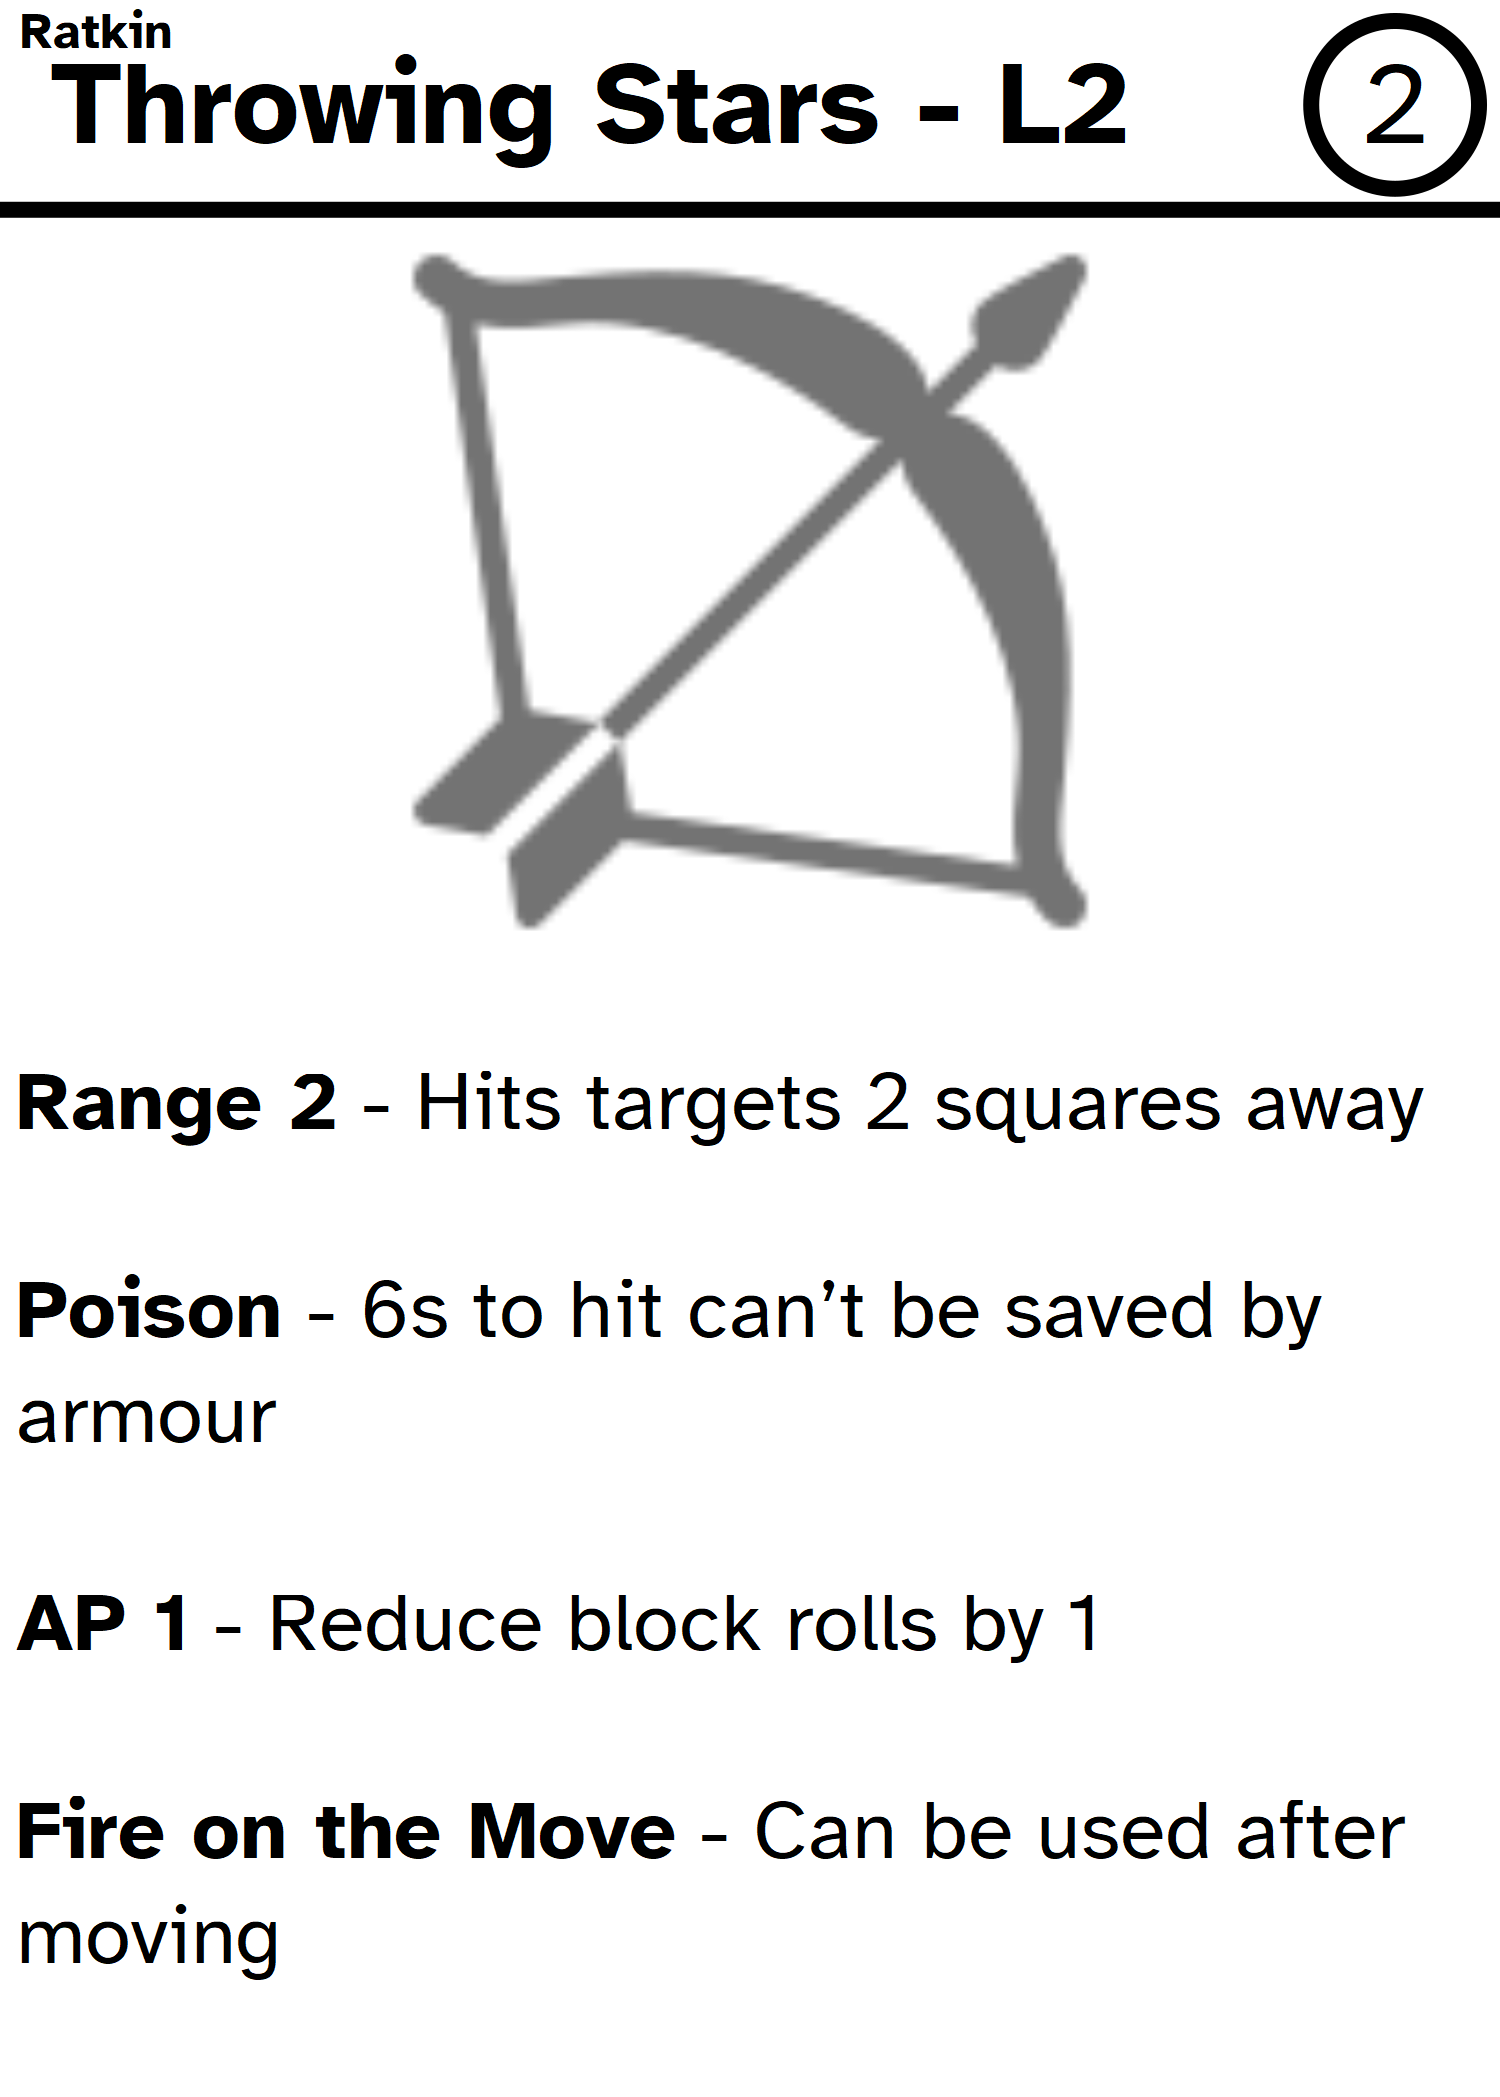 Ratkin
Throwing Stars - L2
2
Range 2 - Hits targets 2 squares away
Poison - 6s to hit can’t be saved by
armour
AP 1 - Reduce block rolls by 1
Fire on the Move - Can be used after
moving